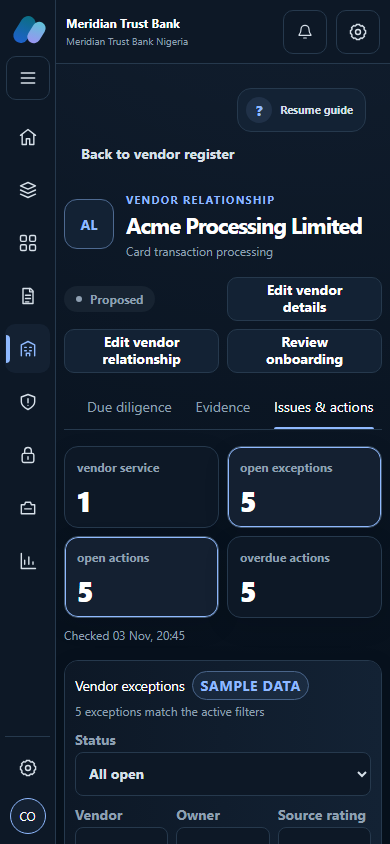 Meridian Trust Bank
Meridian Trust Bank Nigeria
? Resume guide
Back to vendor register
AL
VENDOR RELATIONSHIP
Acme Processing Limited
Card transaction processing
Proposed
Edit vendor
details
Edit vendor
relationship
Review
onboarding
Due diligence Evidence Issues & actions
vendor service
1
open exceptions
5
open actions
5
overdue actions
5
Checked 03 Nov, 20:45
Vendor exceptions SAMPLE DATA
5 exceptions match the active filters
Status
All open
Vendor Owner Source rating
CO